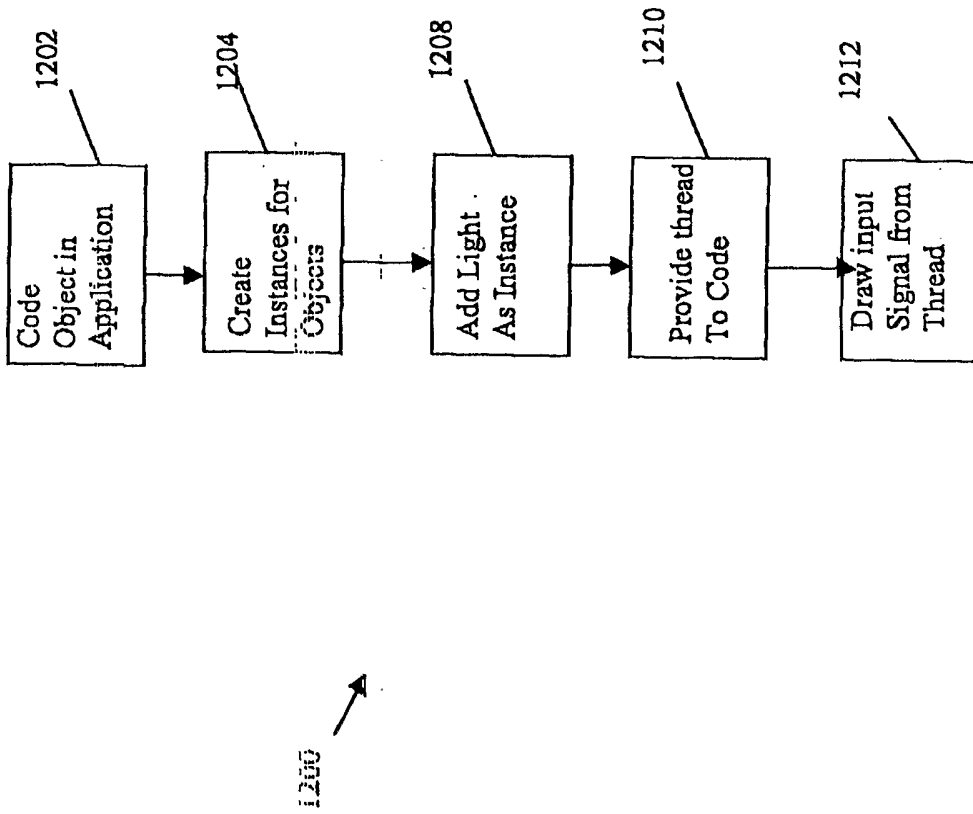 1200
Code
Object in
Application
1202
Create
Instances for
Objects
1204
Add Light
As Instance
1208
Provide thread
To Code
1210
Draw input
Signal from
Thread
1212